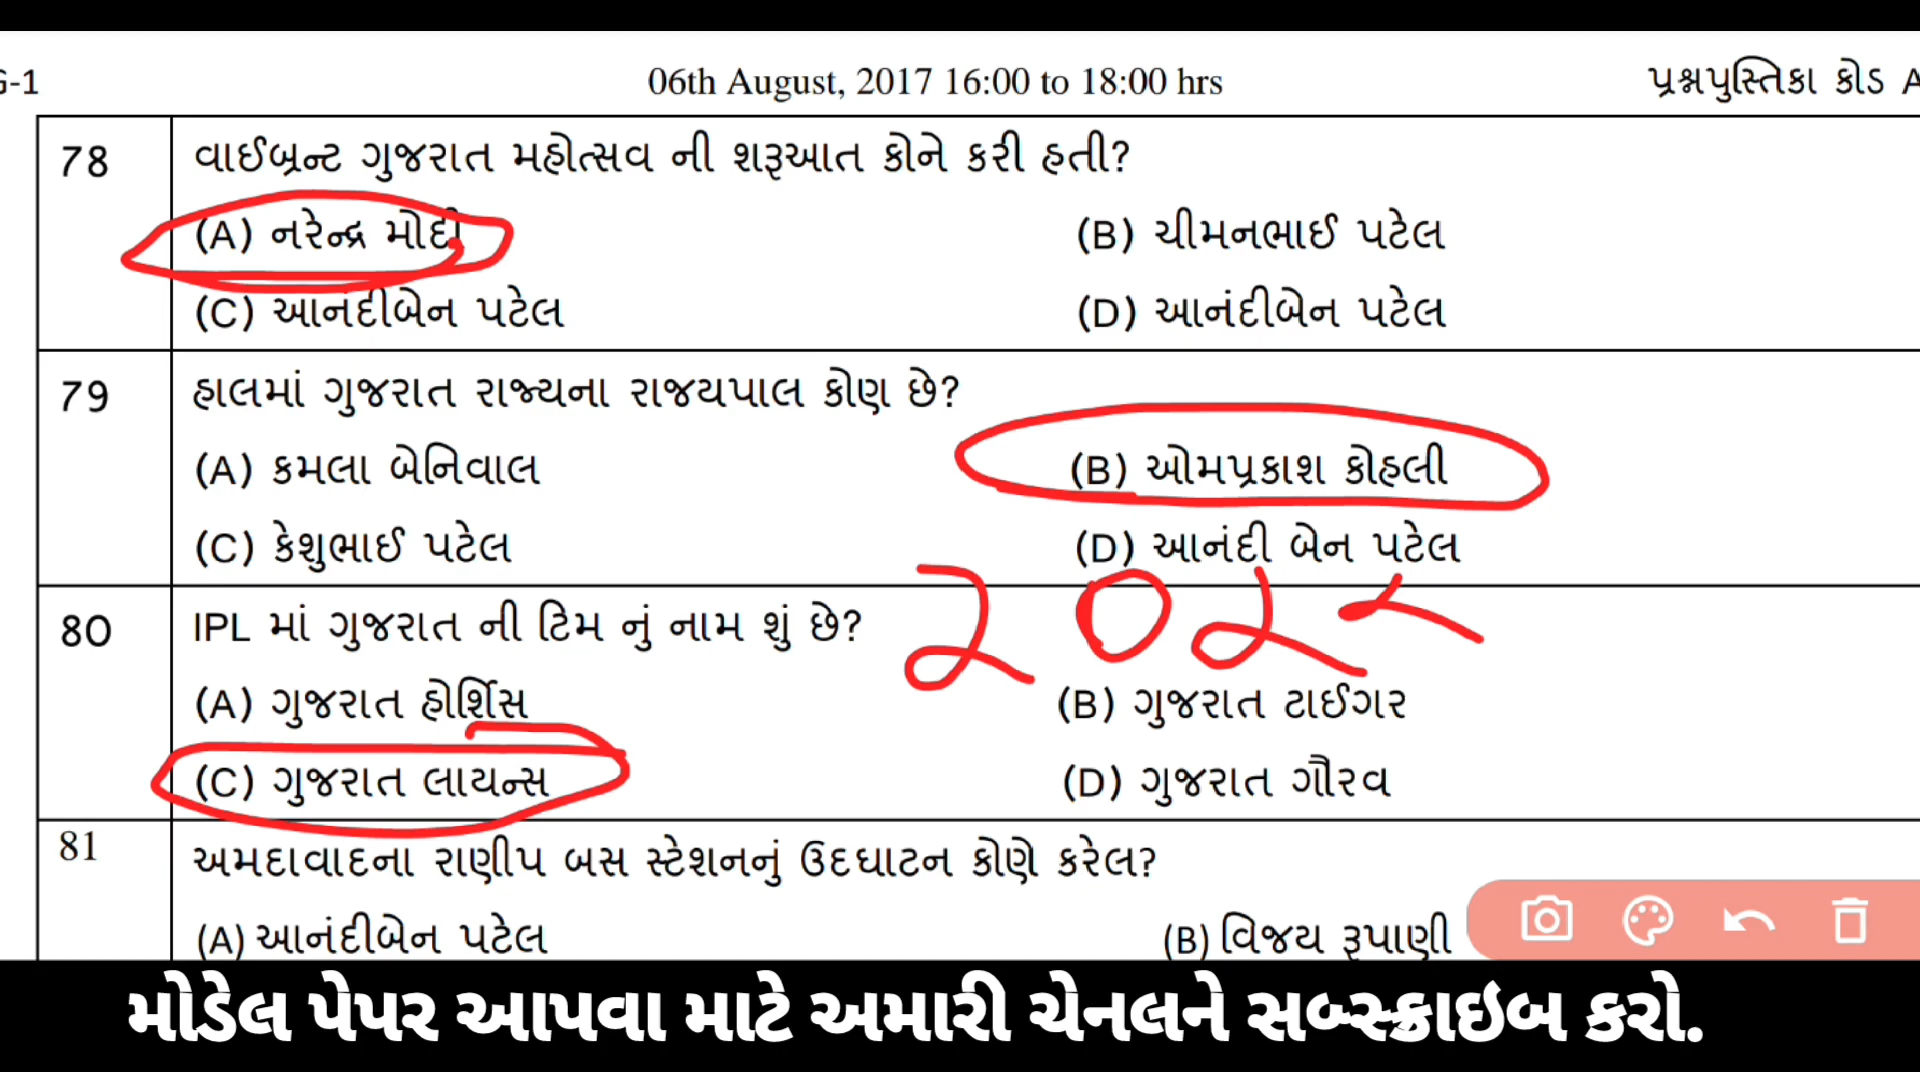 G-1 06th August, 2017 16:00 to 18:00 hrs પ્રશ્નપુસ્તિકા કોડ A
78 વાઈબ્રન્ટ ગુજરાત મહોત્સવ ની શરૂઆત કોને કરી હતી?
(A) નરેન્દ્ર મોદી (B) ચીમનભાઈ પટેલ
(C) આનંદીબેન પટેલ (D) આનંદીબેન પટેલ
79 હાલમાં ગુજરાત રાજ્યના રાજયપાલ કોણ છે?
(A) કમલા બેનિવાલ (B) ઓમપ્રકાશ કોહલી
(C) કેશુભાઈ પટેલ (D) આનંદી બેન પટેલ
80 IPL માં ગુજરાત ની ટિમ નું નામ શું છે?
(A) ગુજરાત હોર્શિસ (B) ગુજરાત ટાઈગર
(C) ગુજરાત લાયન્સ (D) ગુજરાત ગૌરવ
81 અમદાવાદના રાણીપ બસ સ્ટેશનનું ઉદઘાટન કોણે કરેલ?
(A) આનંદીબેન પટેલ (B) વિજય રૂપાણી
મોડેલ પેપર આપવા માટે અમારી ચેનલને સબ્સ્ક્રાઇબ કરો.